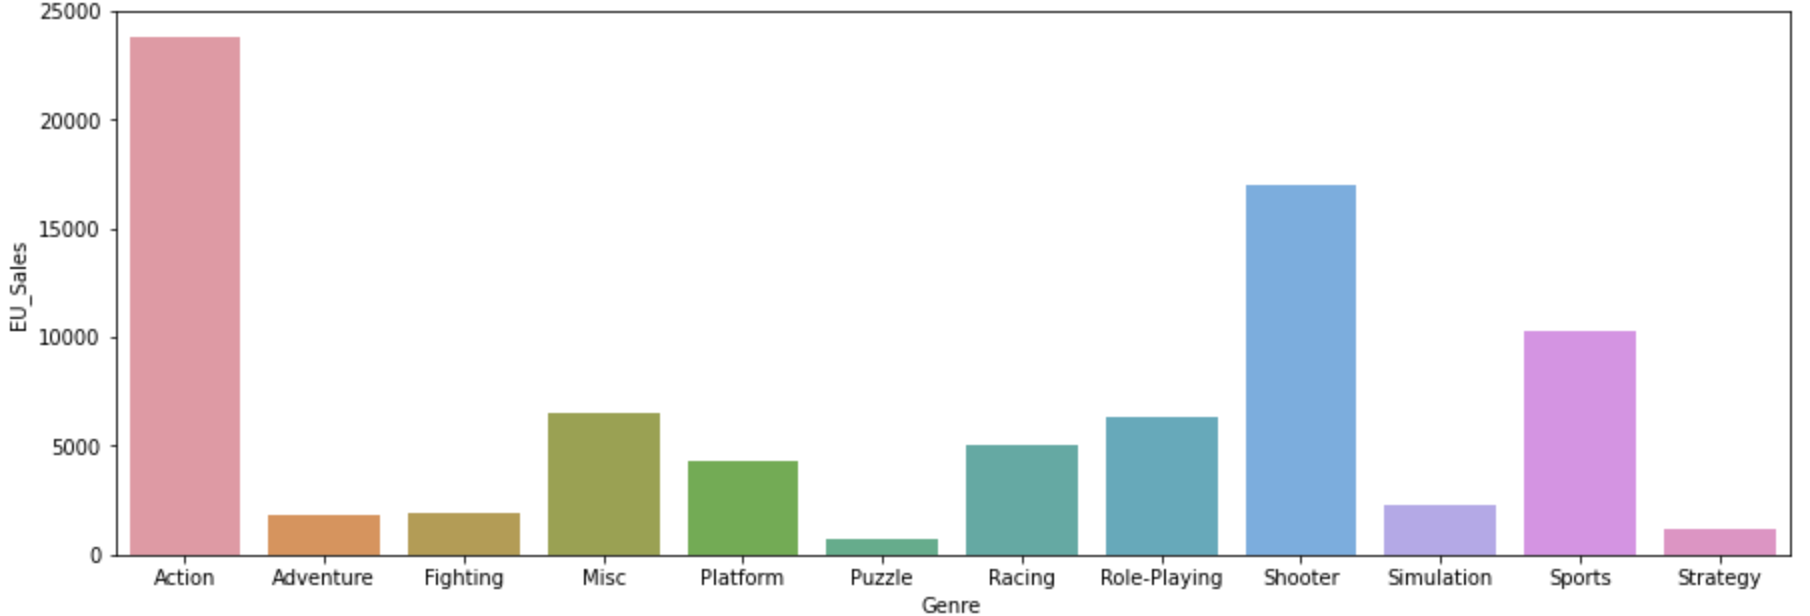 25000
20000
15000
10000
5000
0
EU_Sales
Action Adventure Fighting Misc Platform Puzzle Racing Role-Playing Shooter Simulation Sports Strategy
Genre